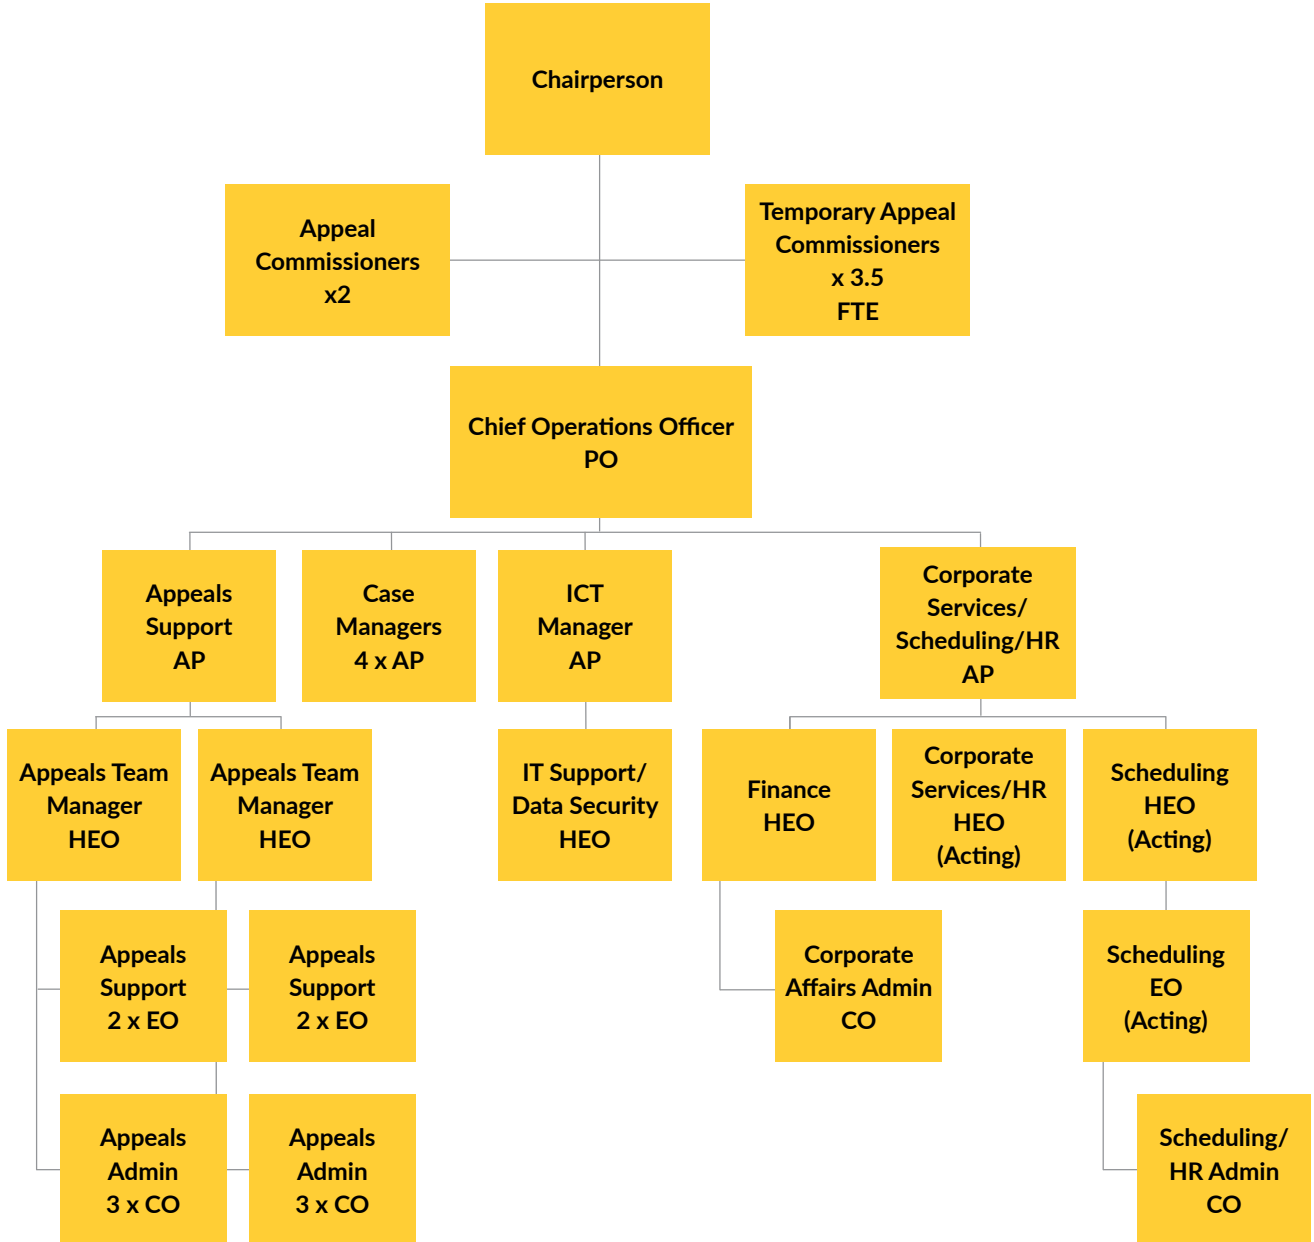 Chairperson
Appeal
Commissioners
x2
Temporary Appeal
Commissioners
x 3.5
FTE
Chief Operations Officer
PO
Appeals
Support
AP
Case
Managers
4 x AP
ICT
Manager
AP
Corporate
Services/
Scheduling/HR
AP
Appeals Team
Manager
HEO
Appeals Team
Manager
HEO
IT Support/
Data Security
HEO
Finance
HEO
Corporate
Services/HR
HEO
(Acting)
Scheduling
HEO
(Acting)
Appeals
Support
2 x EO
Appeals
Support
2 x EO
Corporate
Affairs Admin
CO
Scheduling
EO
(Acting)
Appeals
Admin
3 x CO
Appeals
Admin
3 x CO
Scheduling/
HR Admin
CO